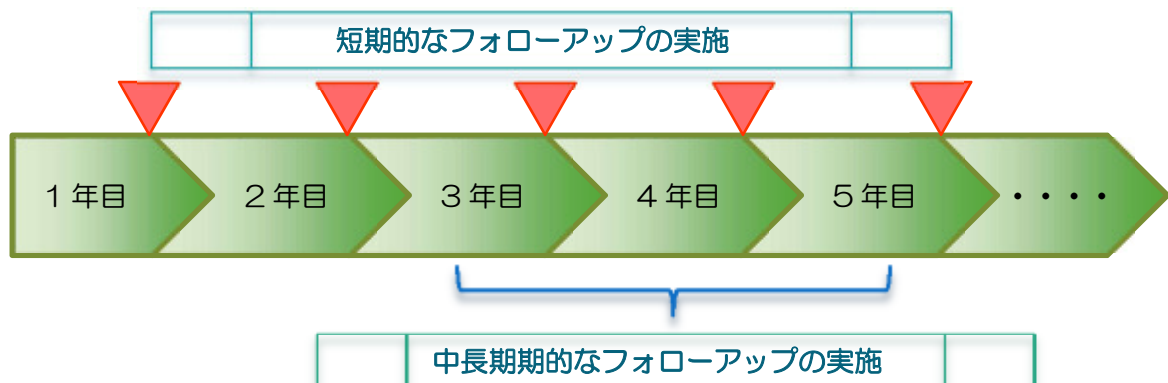 短期的なフォローアップの実施
１年目 ２年目 ３年目 ４年目 ５年目 ・・・・
中長期期的なフォローアップの実施